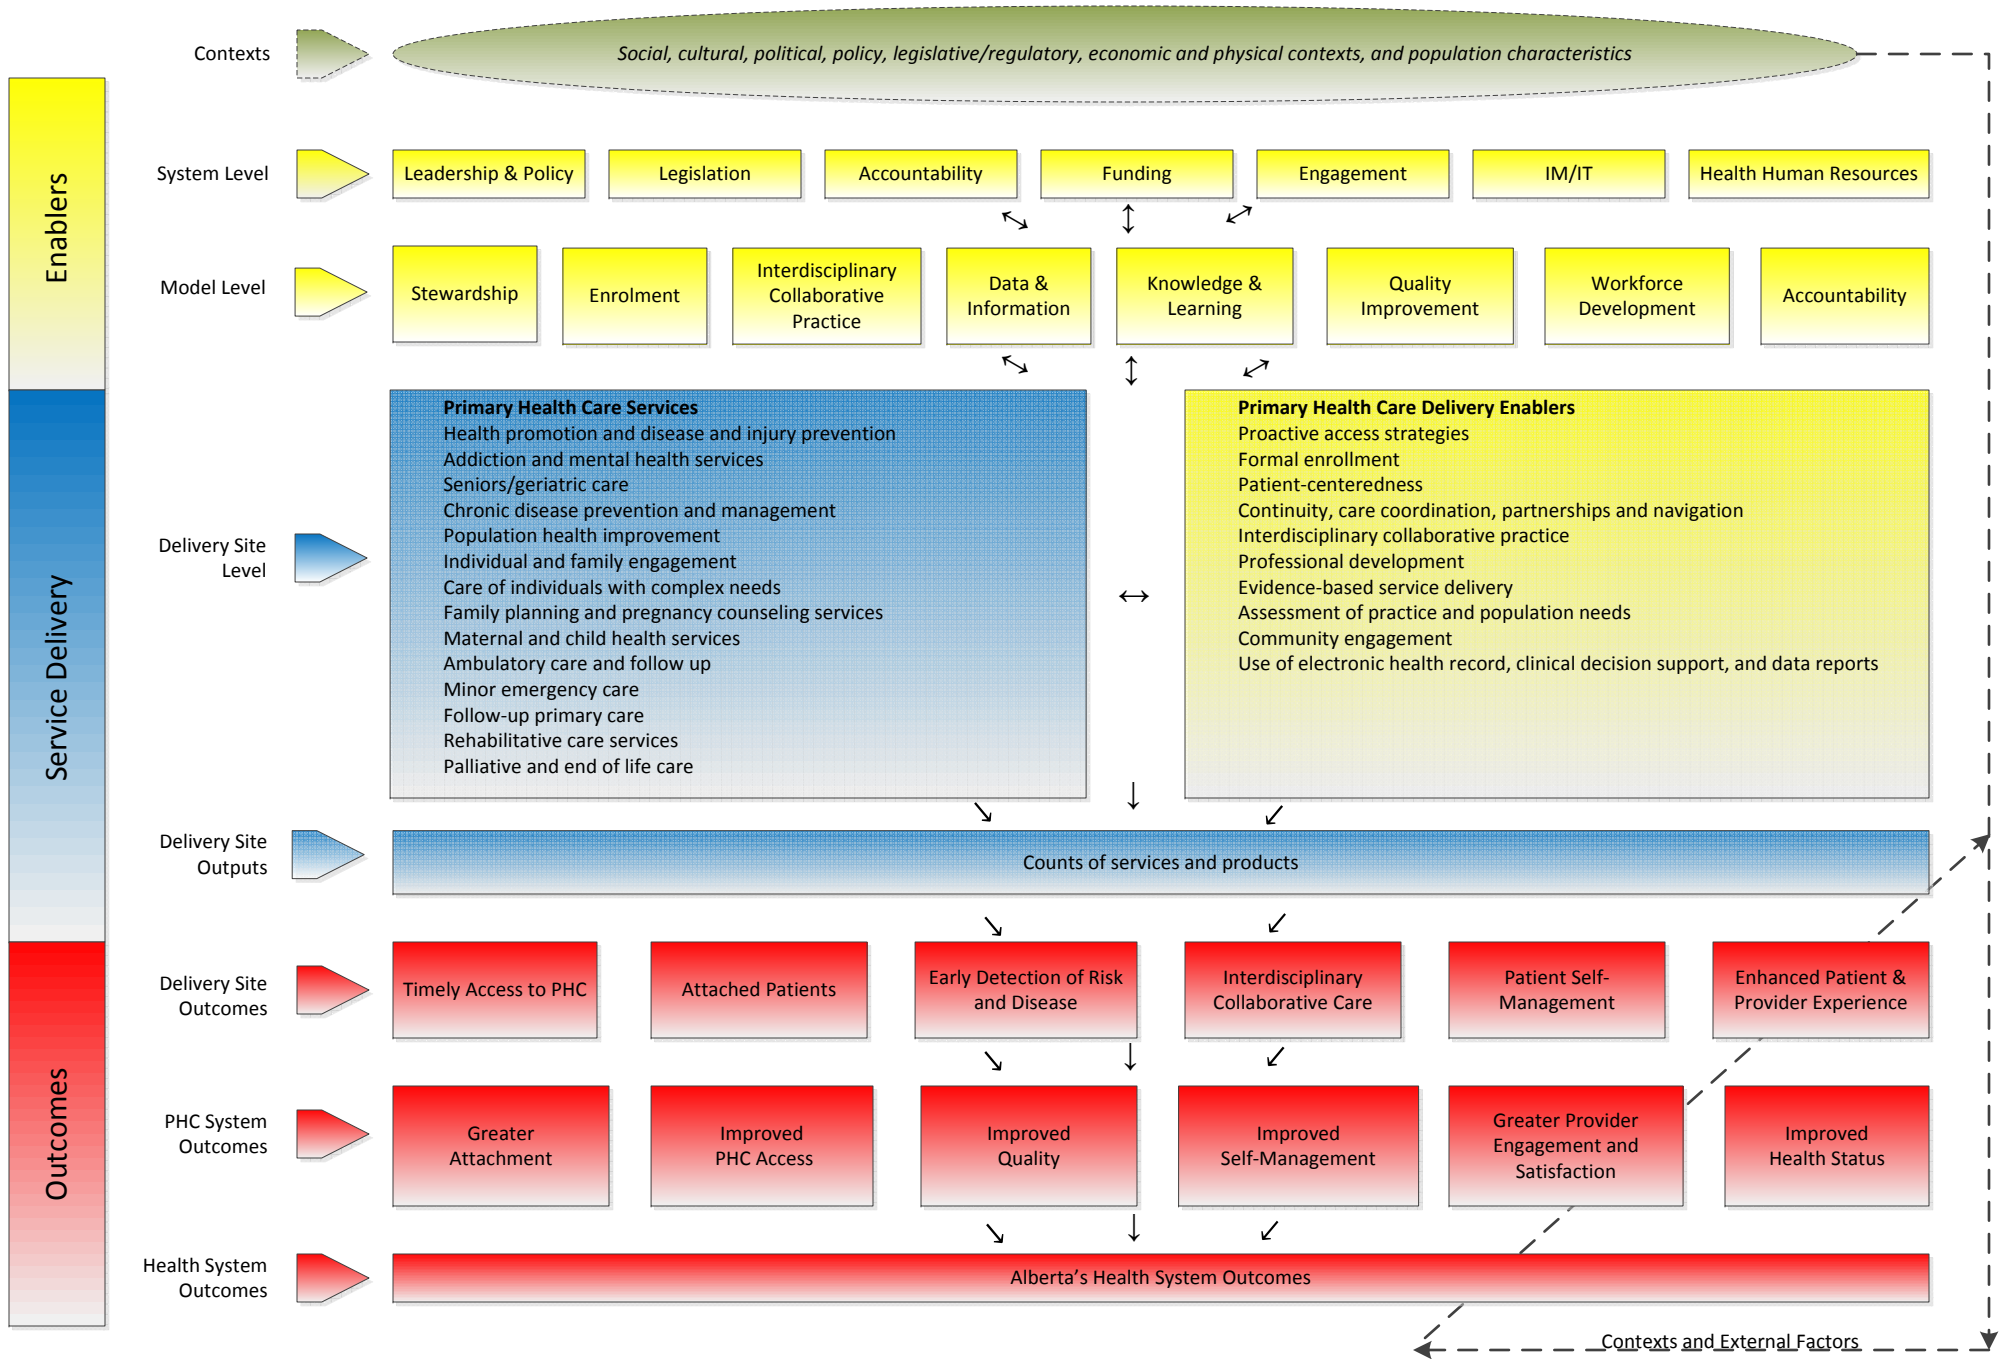 Contexts
Social, cultural, political, policy, legislative/regulatory, economic and physical contexts, and population characteristics
Enablers
System Level
Leadership & Policy
Legislation
Accountability
Funding
Engagement
IM/IT
Health Human Resources
Model Level
Stewardship
Enrolment
Interdisciplinary
Collaborative
Practice
Data &
Information
Knowledge &
Learning
Quality
Improvement
Workforce
Development
Accountability
Service Delivery
Delivery Site
Level
Primary Health Care Services
Health promotion and disease and injury prevention
Addiction and mental health services
Seniors/geriatric care
Chronic disease prevention and management
Population health improvement
Individual and family engagement
Care of individuals with complex needs
Family planning and pregnancy counseling services
Maternal and child health services
Ambulatory care and follow up
Minor emergency care
Follow-up primary care
Rehabilitative care services
Palliative and end of life care
Primary Health Care Delivery Enablers
Proactive access strategies
Formal enrollment
Patient-centeredness
Continuity, care coordination, partnerships and navigation
Interdisciplinary collaborative practice
Professional development
Evidence-based service delivery
Assessment of practice and population needs
Community engagement
Use of electronic health record, clinical decision support, and data reports
Delivery Site
Outputs
Counts of services and products
Outcomes
Delivery Site
Outcomes
Timely Access to PHC
Attached Patients
Early Detection of Risk
and Disease
Interdisciplinary
Collaborative Care
Patient Self-
Management
Enhanced Patient &
Provider Experience
PHC System
Outcomes
Greater
Attachment
Improved
PHC Access
Improved
Quality
Improved
Self-Management
Greater Provider
Engagement and
Satisfaction
Improved
Health Status
Health System
Outcomes
Alberta's Health System Outcomes
Contexts and External Factors